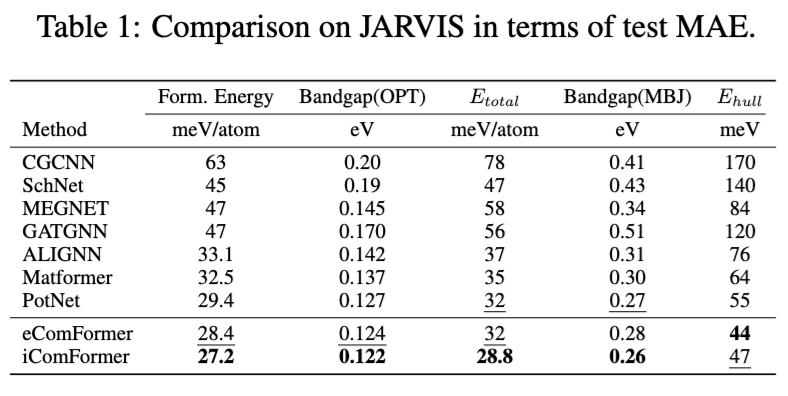 Table 1: Comparison on JARVIS in terms of test MAE.
Form. Energy Bandgap(OPT) E_total Bandgap(MBJ) E_hull
Method meV/atom eV meV/atom eV meV
CGCNN 63 0.20 78 0.41 170
SchNet 45 0.19 47 0.43 140
MEGNET 47 0.145 58 0.34 84
GATGNN 47 0.170 56 0.51 120
ALIGNN 33.1 0.142 37 0.31 76
Matformer 32.5 0.137 35 0.30 64
PotNet 29.4 0.127 32 0.27 55
eComFormer 28.4 0.124 32 0.28 44
iComFormer 27.2 0.122 28.8 0.26 47